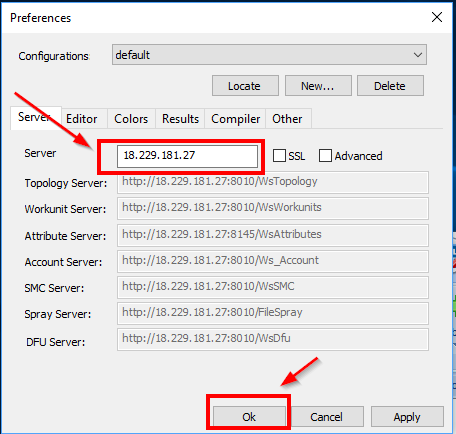 Preferences
Configurations default
Locate New... Delete
Server Editor Colors Results Compiler Other
Server 18.229.181.27 SSL Advanced
Topology Server: http://18.229.181.27:8010/WsTopology
Workunit Server: http://18.229.181.27:8010/WsWorkunits
Attribute Server: http://18.229.181.27:8145/WsAttributes
Account Server: http://18.229.181.27:8010/Ws_Account
SMC Server: http://18.229.181.27:8010/WsSMC
Spray Server: http://18.229.181.27:8010/FileSpray
DFU Server: http://18.229.181.27:8010/WsDfu
Ok Cancel Apply